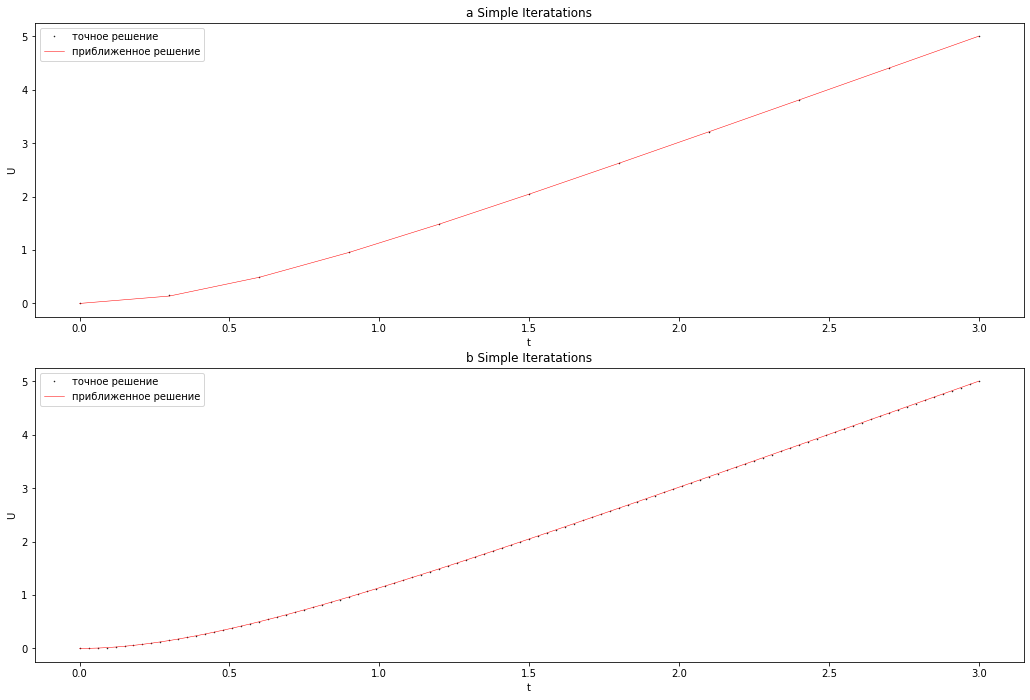 a Simple Iteratations
точное решение
приближенное решение
5
4
3
2
1
0
U
0.0 0.5 1.0 1.5 2.0 2.5 3.0
t
b Simple Iteratations
точное решение
приближенное решение
5
4
3
2
1
0
U
0.0 0.5 1.0 1.5 2.0 2.5 3.0
t